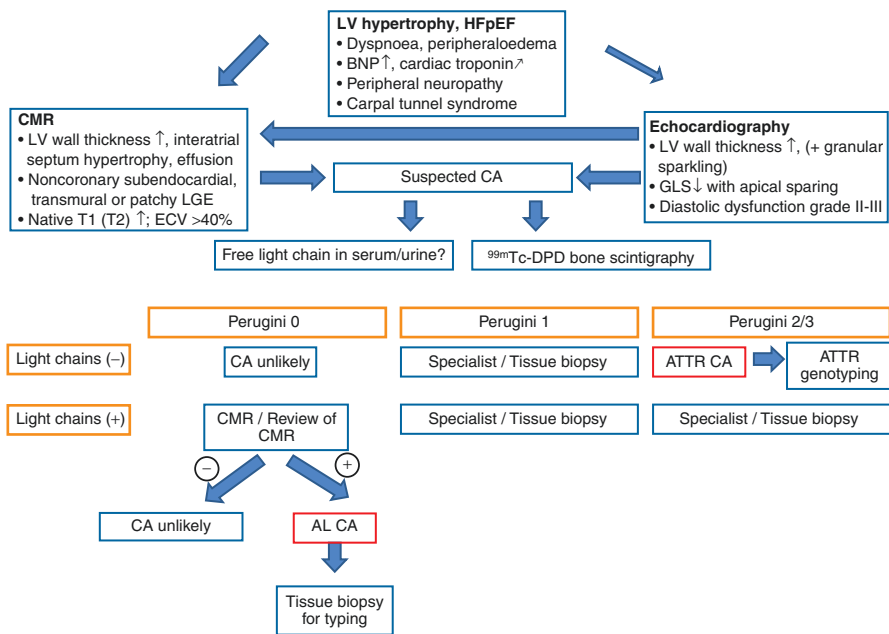 LV hypertrophy, HFpEF
• Dyspnoea, peripheraloedema
• BNP↑, cardiac troponin↗
• Peripheral neuropathy
• Carpal tunnel syndrome
CMR
• LV wall thickness ↑, interatrial
septum hypertrophy, effusion
• Noncoronary subendocardial,
transmural or patchy LGE
• Native T1 (T2) ↑; ECV >40%
Echocardiography
• LV wall thickness ↑, (+ granular
sparkling)
• GLS↓ with apical sparing
• Diastolic dysfunction grade II-III
Suspected CA
Free light chain in serum/urine?
99mTc-DPD bone scintigraphy
Perugini 0
Perugini 1
Perugini 2/3
Light chains (−)
CA unlikely
Specialist / Tissue biopsy
ATTR CA
ATTR
genotyping
Light chains (+)
CMR / Review of
CMR
Specialist / Tissue biopsy
Specialist / Tissue biopsy
−
+
CA unlikely
AL CA
Tissue biopsy
for typing